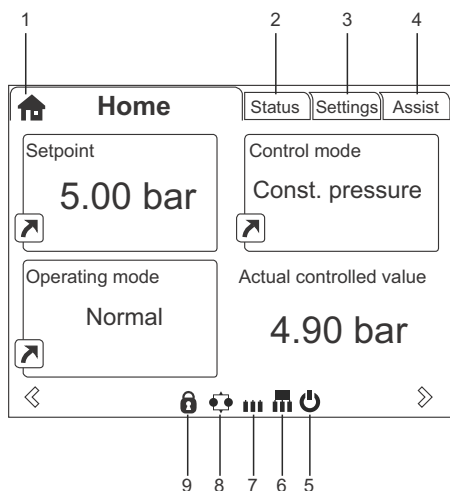 1 2 3 4
Home Status Settings Assist
Setpoint Control mode
5.00 bar Const. pressure
Operating mode Actual controlled value
Normal 4.90 bar
9 8 7 6 5